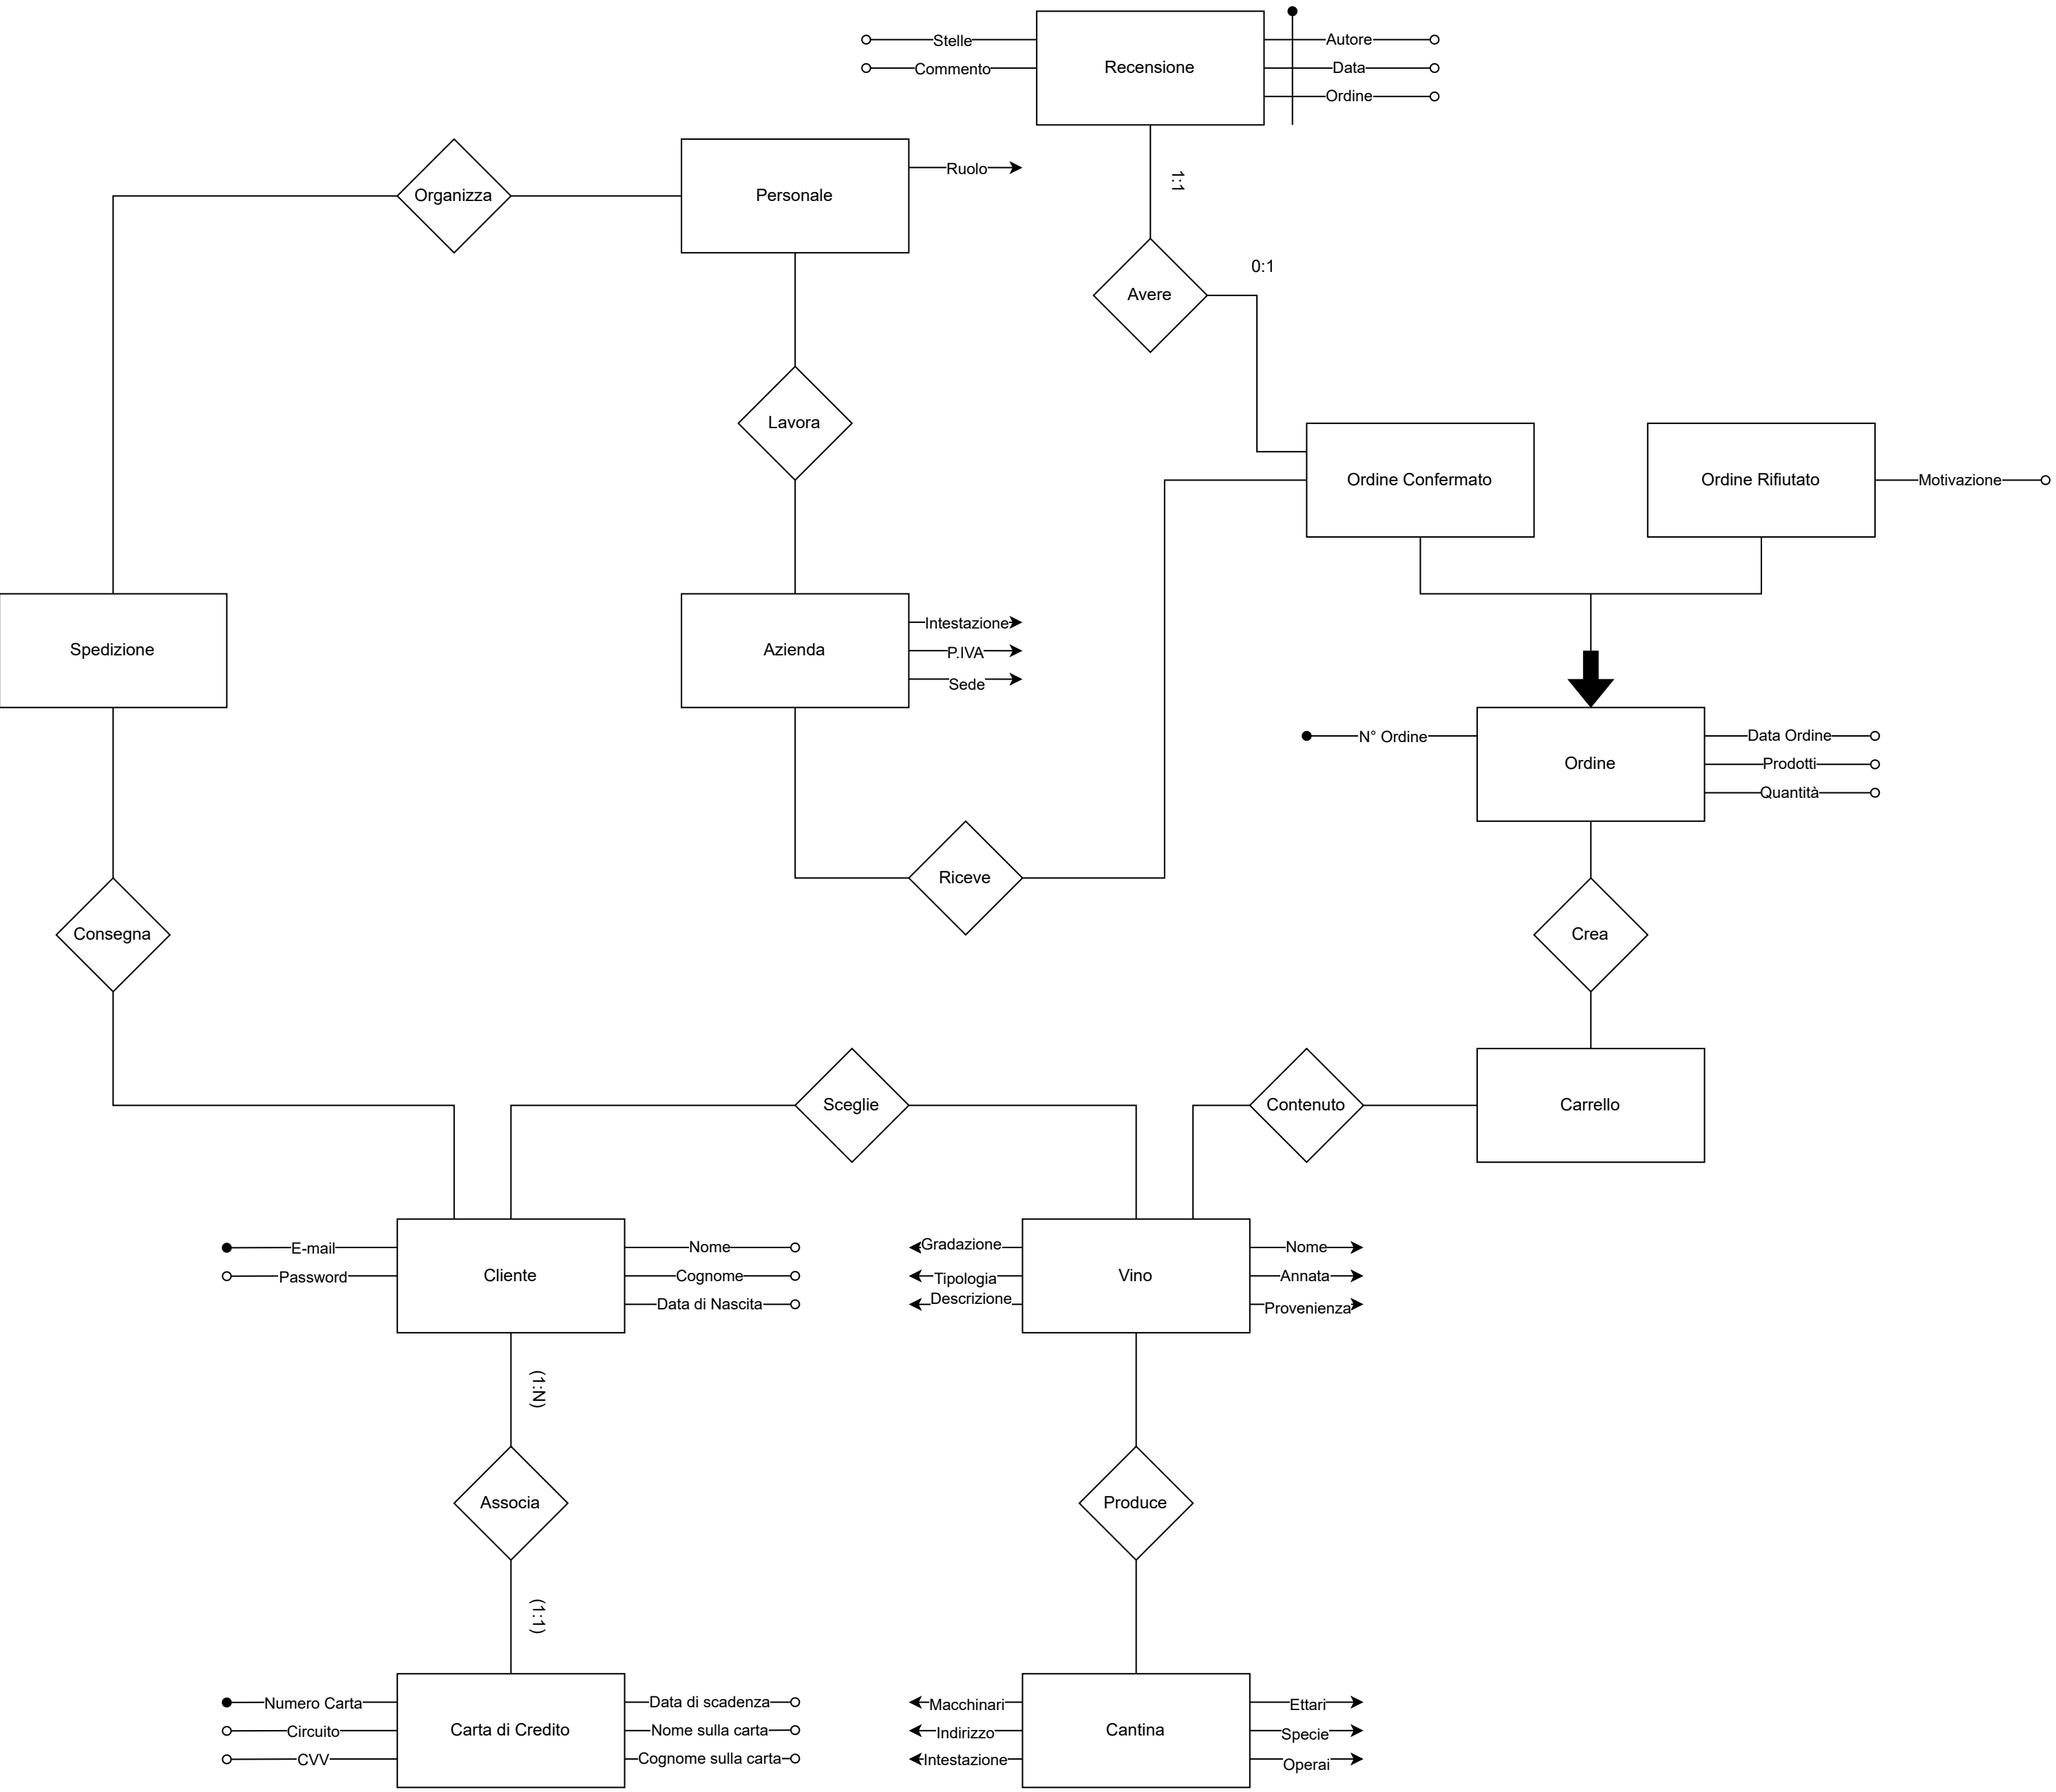 Stelle
Commento
Recensione
Autore
Data
Ordine
Organizza
Personale
Ruolo
1:1
Avere
0:1
Lavora
Ordine Confermato
Ordine Rifiutato
Motivazione
Spedizione
Azienda
Intestazione
P.IVA
Sede
N° Ordine
Ordine
Data Ordine
Prodotti
Quantità
Riceve
Consegna
Crea
Sceglie
Contenuto
Carrello
E-mail
Password
Cliente
Nome
Cognome
Data di Nascita
Gradazione
Tipologia
Descrizione
Vino
Nome
Annata
Provenienza
(1:N)
Associa
Produce
(1:1)
Numero Carta
Circuito
CVV
Carta di Credito
Data di scadenza
Nome sulla carta
Cognome sulla carta
Macchinari
Indirizzo
Intestazione
Cantina
Ettari
Specie
Operai